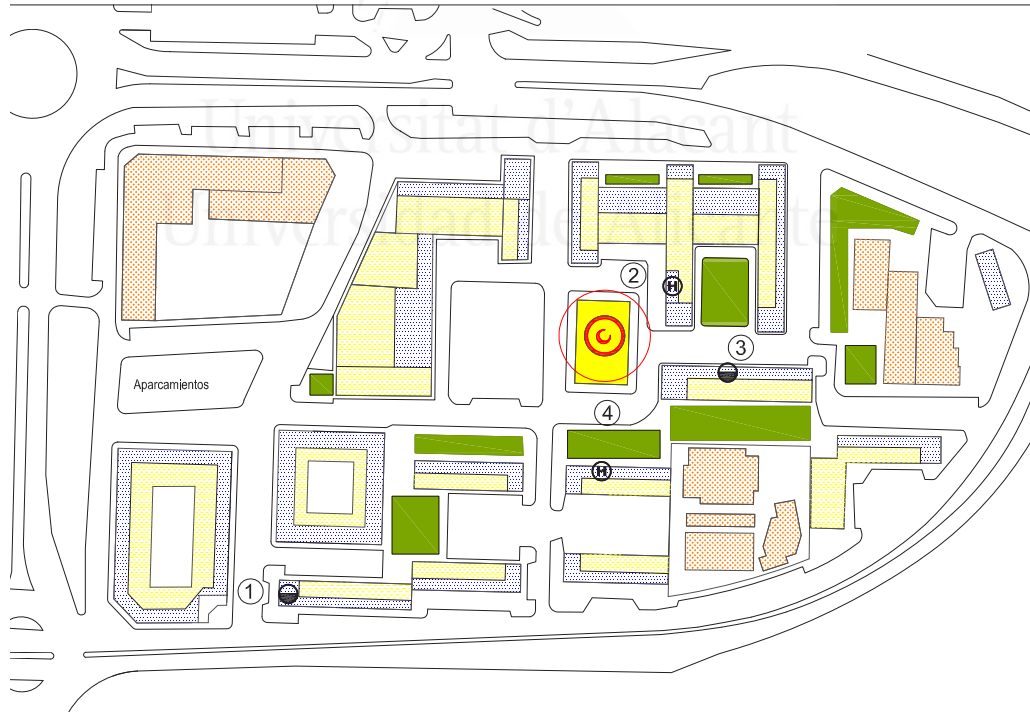 Universitat d'Alacant
Universidad de Alicante
2
H
3
Aparcamientos
4
H
1